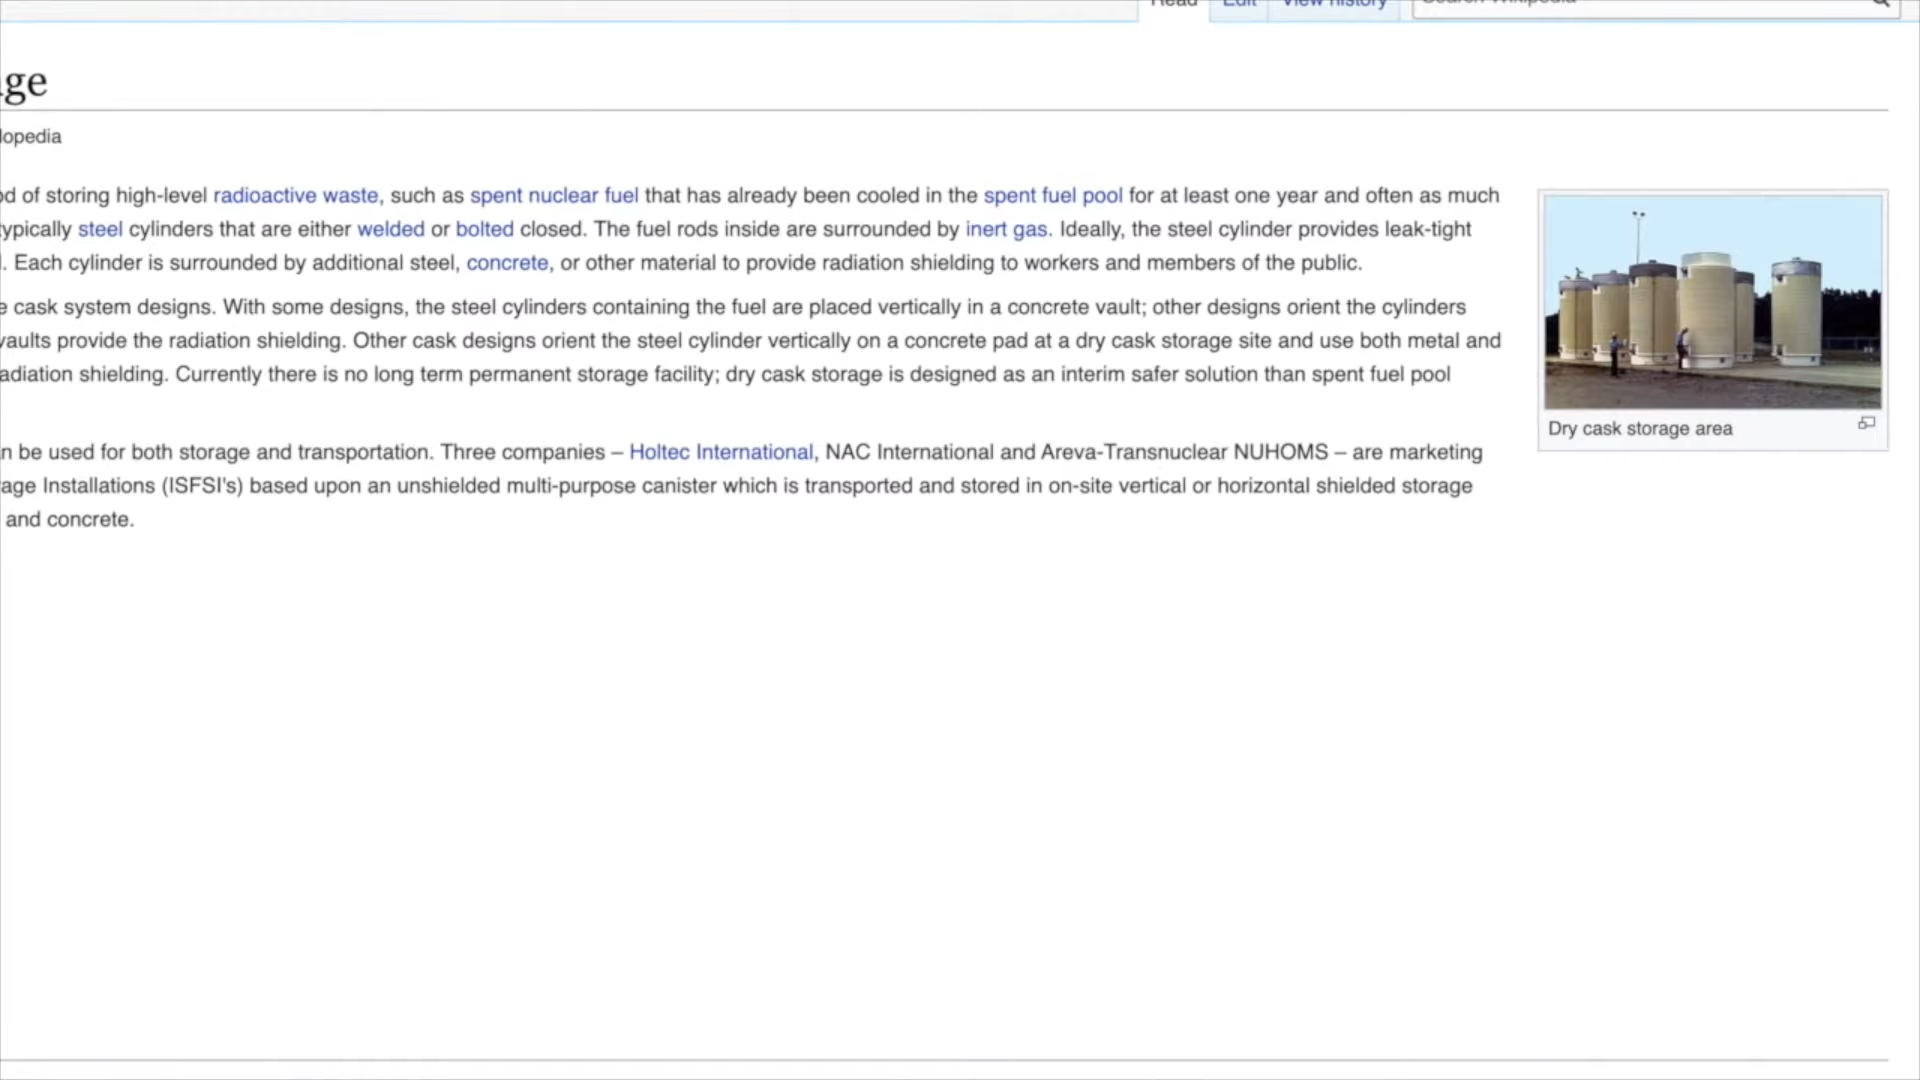 Read Edit View history Search Wikipedia
ge
lopedia
d of storing high-level radioactive waste, such as spent nuclear fuel that has already been cooled in the spent fuel pool for at least one year and often as much
ypically steel cylinders that are either welded or bolted closed. The fuel rods inside are surrounded by inert gas. Ideally, the steel cylinder provides leak-tight
. Each cylinder is surrounded by additional steel, concrete, or other material to provide radiation shielding to workers and members of the public.
e cask system designs. With some designs, the steel cylinders containing the fuel are placed vertically in a concrete vault; other designs orient the cylinders
vaults provide the radiation shielding. Other cask designs orient the steel cylinder vertically on a concrete pad at a dry cask storage site and use both metal and
adiation shielding. Currently there is no long term permanent storage facility; dry cask storage is designed as an interim safer solution than spent fuel pool
n be used for both storage and transportation. Three companies – Holtec International, NAC International and Areva-Transnuclear NUHOMS – are marketing
age Installations (ISFSI's) based upon an unshielded multi-purpose canister which is transported and stored in on-site vertical or horizontal shielded storage
and concrete.
Dry cask storage area